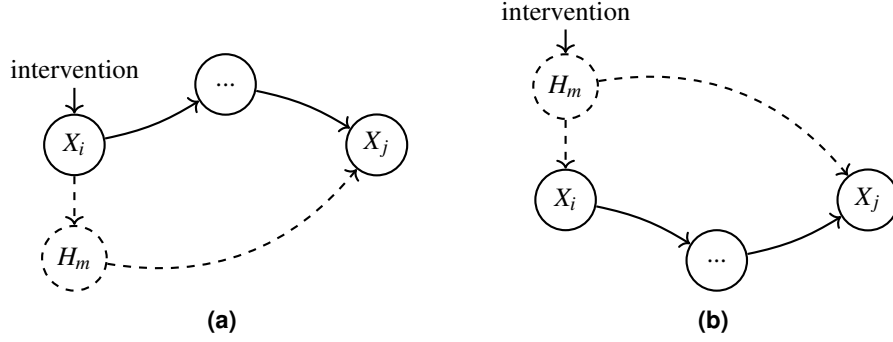 intervention
X_i
...
X_j
H_m
(a)
intervention
H_m
X_i
X_j
...
(b)